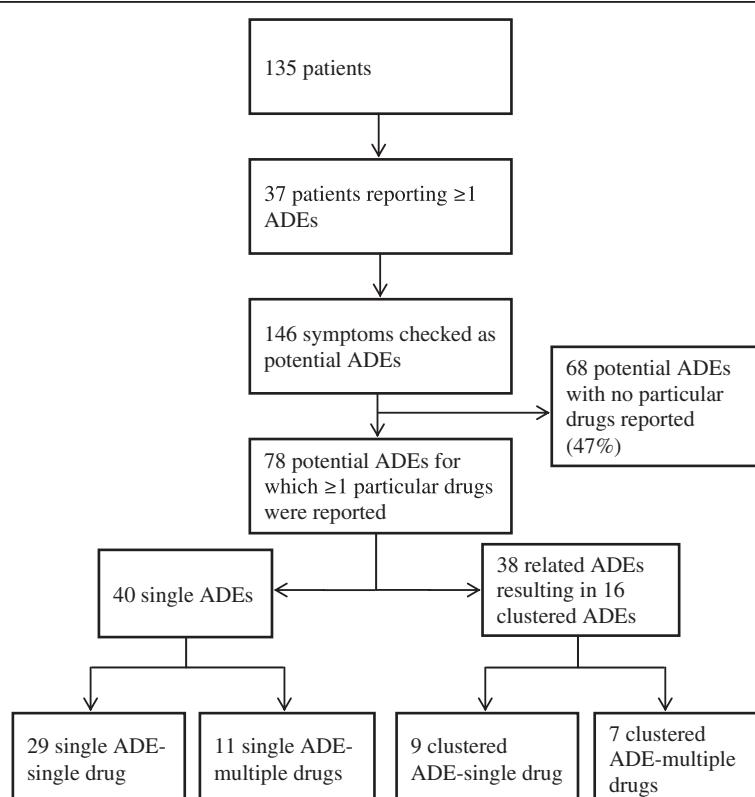 135 patients
37 patients reporting ≥1
ADEs
146 symptoms checked as
potential ADEs
68 potential ADEs
with no particular
drugs reported
(47%)
78 potential ADEs for
which ≥1 particular drugs
were reported
40 single ADEs
38 related ADEs
resulting in 16
clustered ADEs
29 single ADE-
single drug
11 single ADE-
multiple drugs
9 clustered
ADE-single drug
7 clustered
ADE-multiple
drugs